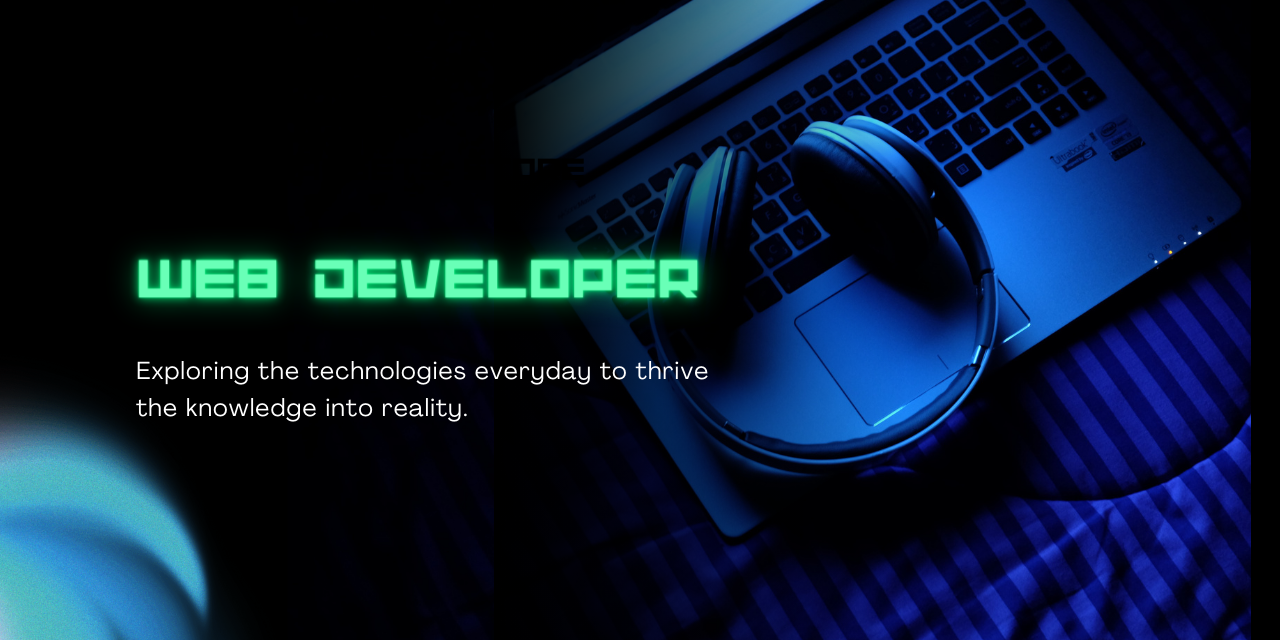 WEB DEVELOPER
Exploring the technologies everyday to thrive
the knowledge into reality.